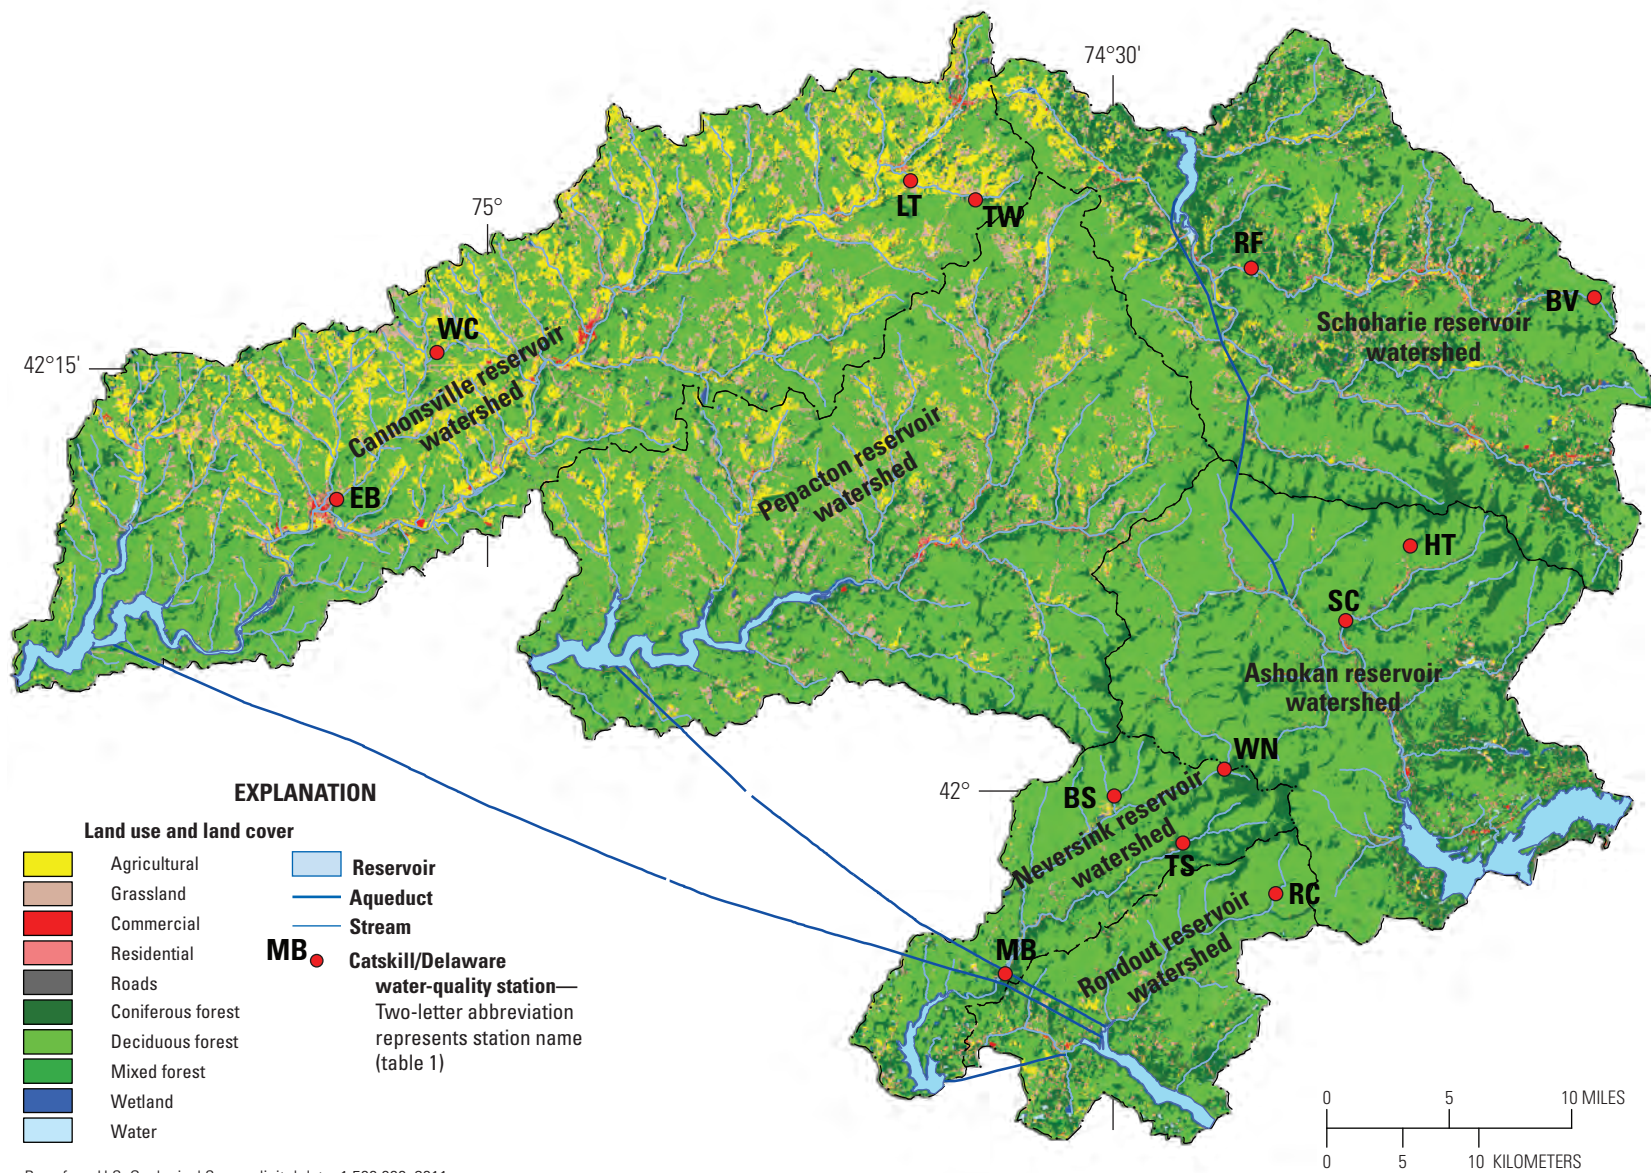 74°30'
75°
LT
TW
RF
BV
WC
Schoharie reservoir
watershed
42°15'
Cannonsville reservoir
watershed
Pepacton reservoir
watershed
EB
HT
SC
Ashokan reservoir
watershed
WN
42°
BS
Neversink reservoir
watershed
TS
RC
Rondout reservoir
watershed
MB
EXPLANATION
Land use and land cover
Agricultural
Grassland
Commercial
Residential
Roads
Coniferous forest
Deciduous forest
Mixed forest
Wetland
Water
Reservoir
Aqueduct
Stream
MB
Catskill/Delaware
water-quality station—
Two-letter abbreviation
represents station name
(table 1)
0 5 10 MILES
0 5 10 KILOMETERS